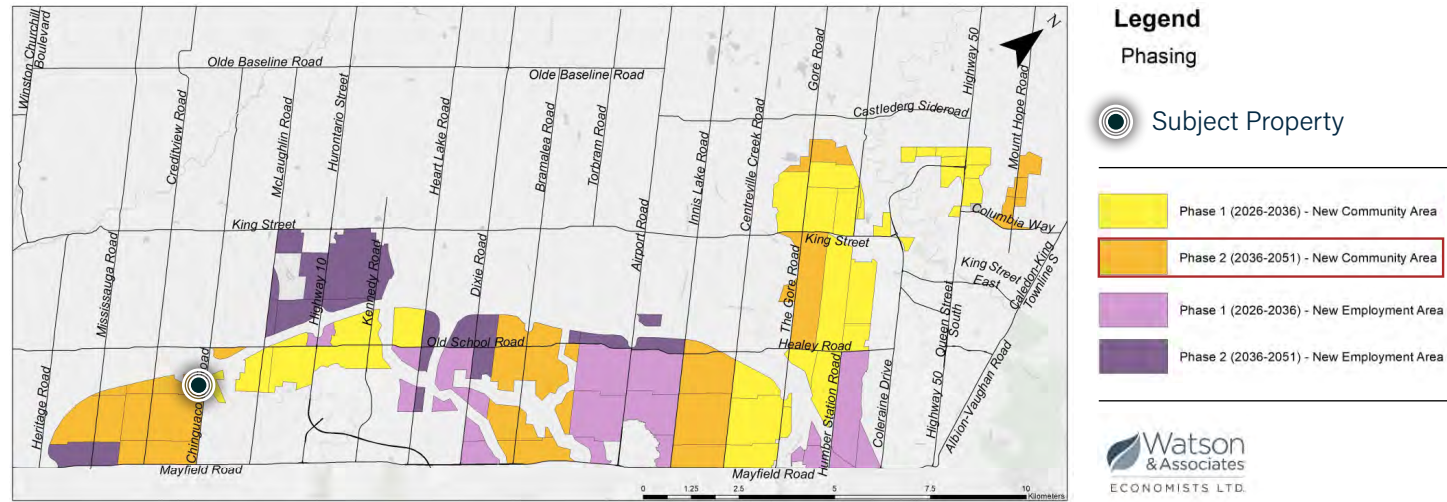 Winston Churchill
Boulevard
Olde Baseline Road
Olde Baseline Road
Creditview Road
McLaughlin Road
Hurontario Street
Heart Lake Road
Bramalea Road
Torbram Road
Innis Lake Road
Centreville Creek Road
Gore Road
Castlederg Sideroad
Highway 50
Mount Hope Road
N
Mississauga Road
King Street
Highway 10
Kennedy Road
Dixie Road
Airport Road
King Street
The Gore Road
Columbia Way
King Street
East
Caledon-King
Townline S
Old School Road
Healey Road
Queen Street
South
Heritage Road
Humber Station Road
Coleraine Drive
Highway 50
Albion-Vaughan Road
Mayfield Road
Mayfield Road
0 1.25 2.5 5 7.5 10
Kilometers
Legend
Phasing
Subject Property
Phase 1 (2026-2036) - New Community Area
Phase 2 (2036-2051) - New Community Area
Phase 1 (2026-2036) - New Employment Area
Phase 2 (2036-2051) - New Employment Area
Watson
& Associates
ECONOMISTS LTD.